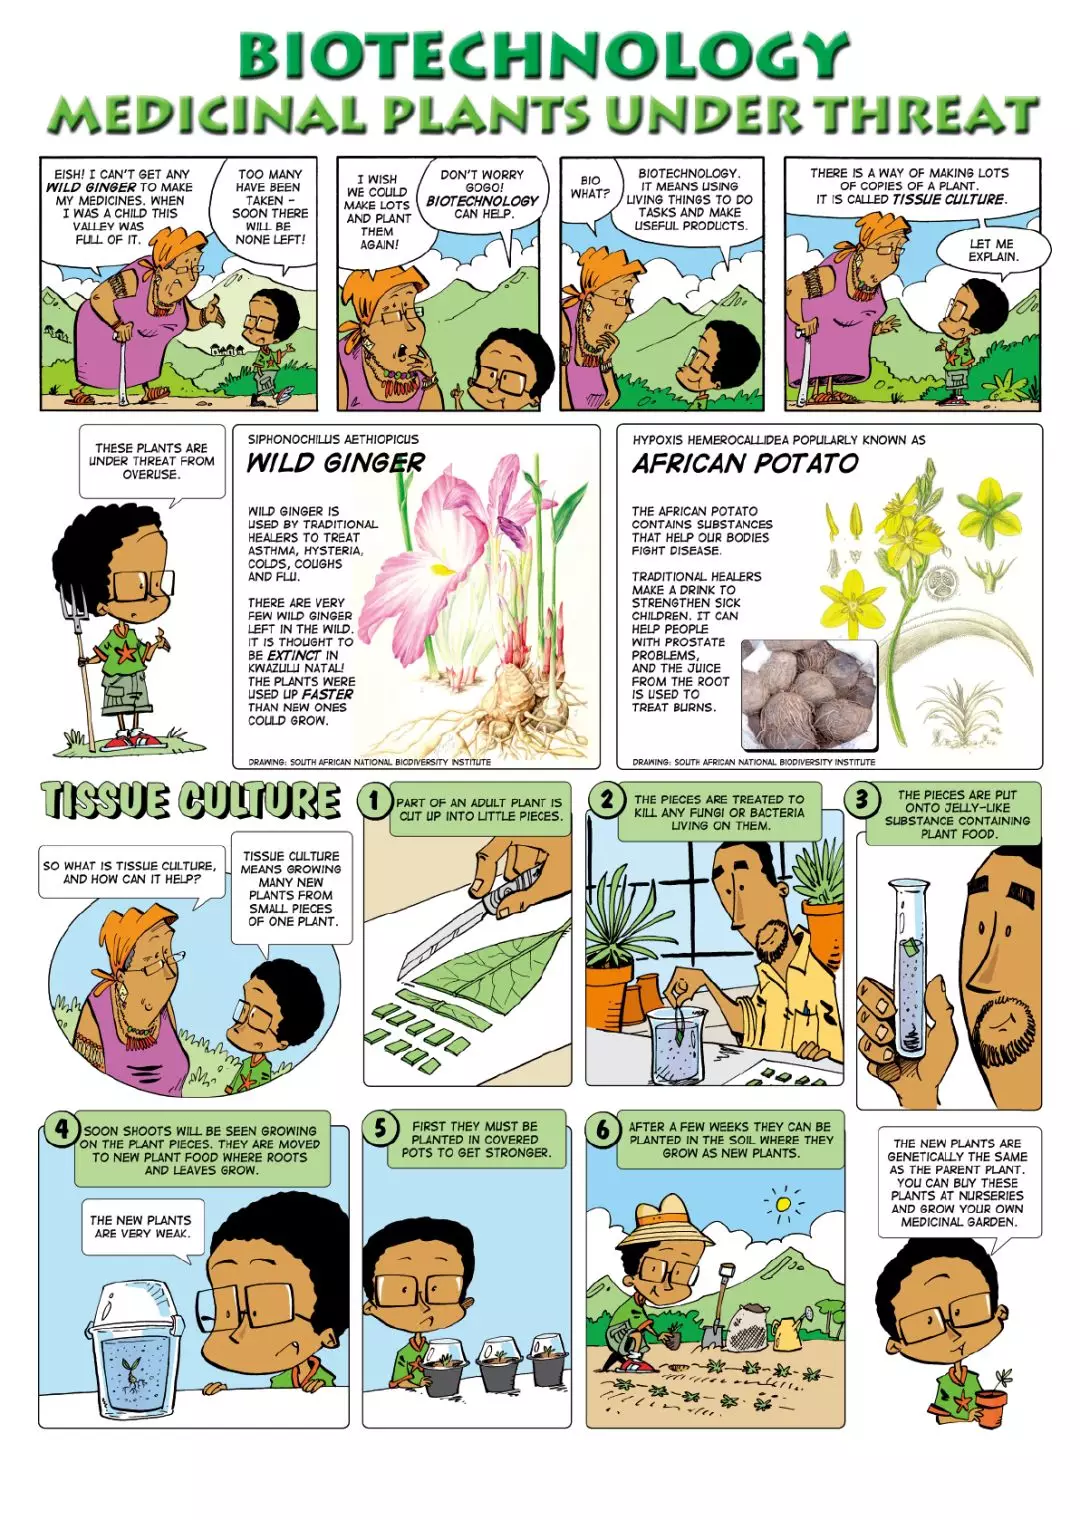 BIOTECHNOLOGY
MEDICINAL PLANTS UNDER THREAT
EISH! I CAN'T GET ANY
WILD GINGER TO MAKE
MY MEDICINES. WHEN
I WAS A CHILD THIS
VALLEY WAS
FULL OF IT.
TOO MANY
HAVE BEEN
TAKEN -
SOON THERE
WILL BE
NONE LEFT!
I WISH
WE COULD
MAKE LOTS
AND PLANT
THEM
AGAIN!
DON'T WORRY
GOGO!
BIOTECHNOLOGY
CAN HELP.
BIO
WHAT?
BIOTECHNOLOGY.
IT MEANS USING
LIVING THINGS TO DO
TASKS AND MAKE
USEFUL PRODUCTS.
THERE IS A WAY OF MAKING LOTS
OF COPIES OF A PLANT.
IT IS CALLED TISSUE CULTURE.
LET ME
EXPLAIN.
THESE PLANTS ARE
UNDER THREAT FROM
OVERUSE.
SIPHONOCHILUS AETHIOPICUS
WILD GINGER
WILD GINGER IS
USED BY TRADITIONAL
HEALERS TO TREAT
ASTHMA, HYSTERIA,
COLDS, COUGHS
AND FLU.
THERE ARE VERY
FEW WILD GINGER
LEFT IN THE WILD.
IT IS THOUGHT TO
BE EXTINCT IN
KWAZULU NATAL!
THE PLANTS WERE
USED UP FASTER
THAN NEW ONES
COULD GROW.
DRAWING: SOUTH AFRICAN NATIONAL BIODIVERSITY INSTITUTE
HYPOXIS HEMEROCALLIDEA POPULARLY KNOWN AS
AFRICAN POTATO
THE AFRICAN POTATO
CONTAINS SUBSTANCES
THAT HELP OUR BODIES
FIGHT DISEASE.
TRADITIONAL HEALERS
MAKE A DRINK TO
STRENGTHEN SICK
CHILDREN. IT CAN
HELP PEOPLE
WITH PROSTATE
PROBLEMS,
AND THE JUICE
FROM THE ROOT
IS USED TO
TREAT BURNS.
DRAWING: SOUTH AFRICAN NATIONAL BIODIVERSITY INSTITUTE
TISSUE CULTURE
SO WHAT IS TISSUE CULTURE,
AND HOW CAN IT HELP?
TISSUE CULTURE
MEANS GROWING
MANY NEW
PLANTS FROM
SMALL PIECES
OF ONE PLANT.
1
PART OF AN ADULT PLANT IS
CUT UP INTO LITTLE PIECES.
2
THE PIECES ARE TREATED TO
KILL ANY FUNGI OR BACTERIA
LIVING ON THEM.
3
THE PIECES ARE PUT
ONTO JELLY-LIKE
SUBSTANCE CONTAINING
PLANT FOOD.
4
SOON SHOOTS WILL BE SEEN GROWING
ON THE PLANT PIECES. THEY ARE MOVED
TO NEW PLANT FOOD WHERE ROOTS
AND LEAVES GROW.
THE NEW PLANTS
ARE VERY WEAK.
5
FIRST THEY MUST BE
PLANTED IN COVERED
POTS TO GET STRONGER.
6
AFTER A FEW WEEKS THEY CAN BE
PLANTED IN THE SOIL WHERE THEY
GROW AS NEW PLANTS.
THE NEW PLANTS ARE
GENETICALLY THE SAME
AS THE PARENT PLANT.
YOU CAN BUY THESE
PLANTS AT NURSERIES
AND GROW YOUR OWN
MEDICINAL GARDEN.